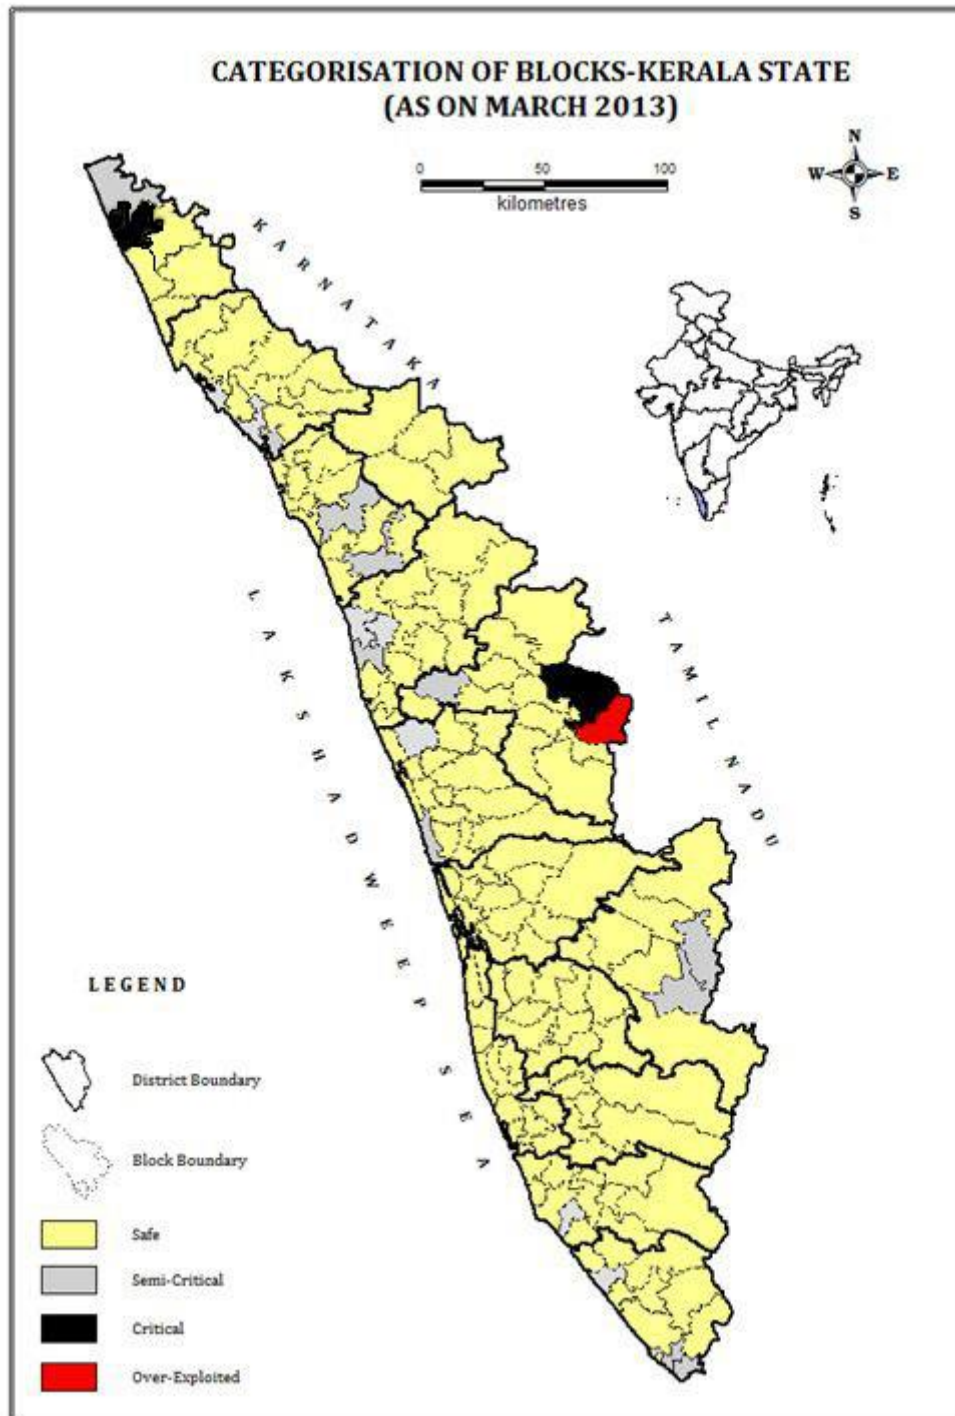 CATEGORISATION OF BLOCKS-KERALA STATE
(AS ON MARCH 2013)
0 50 100
kilometres
N
W E
S
KARNATAKA
TAMIL NADU
LAKSHADWEEP SEA
LEGEND
District Boundary
Block Boundary
Safe
Semi-Critical
Critical
Over-Exploited